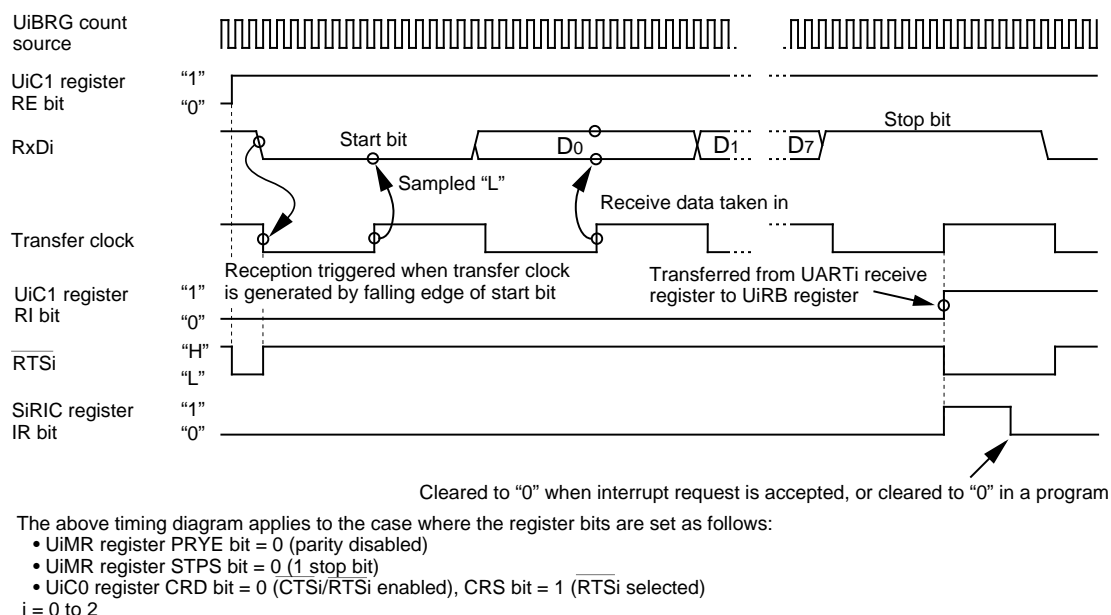 UiBRG count
source
UiC1 register
RE bit
“1”
“0”
RxDi
Start bit
D0
D1
D7
Stop bit
Sampled “L”
Receive data taken in
Transfer clock
Reception triggered when transfer clock
is generated by falling edge of start bit
Transferred from UARTi receive
register to UiRB register
UiC1 register
RI bit
“1”
“0”
RTSi
“H”
“L”
SiRIC register
IR bit
“1”
“0”
Cleared to “0” when interrupt request is accepted, or cleared to “0” in a program
The above timing diagram applies to the case where the register bits are set as follows:
• UiMR register PRYE bit = 0 (parity disabled)
• UiMR register STPS bit = 0 (1 stop bit)
• UiC0 register CRD bit = 0 (CTSi/RTSi enabled), CRS bit = 1 (RTSi selected)
i = 0 to 2